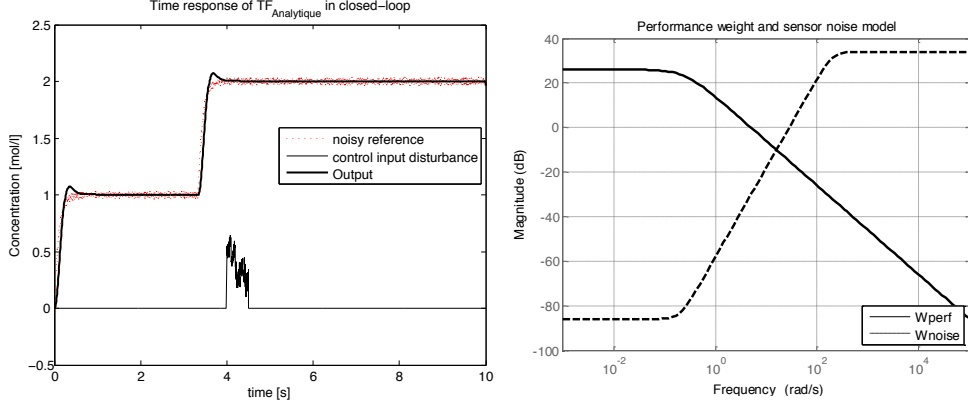 Time response of TF_Analytique in closed-loop
2.5
2
1.5
1
0.5
0
-0.5
0
2
4
6
8
10
Concentration [mol/l]
time [s]
noisy reference
control input disturbance
Output
Performance weight and sensor noise model
40
20
0
-20
-40
-60
-80
-100
10^-2
10^0
10^2
10^4
Magnitude (dB)
Frequency (rad/s)
Wperf
Wnoise